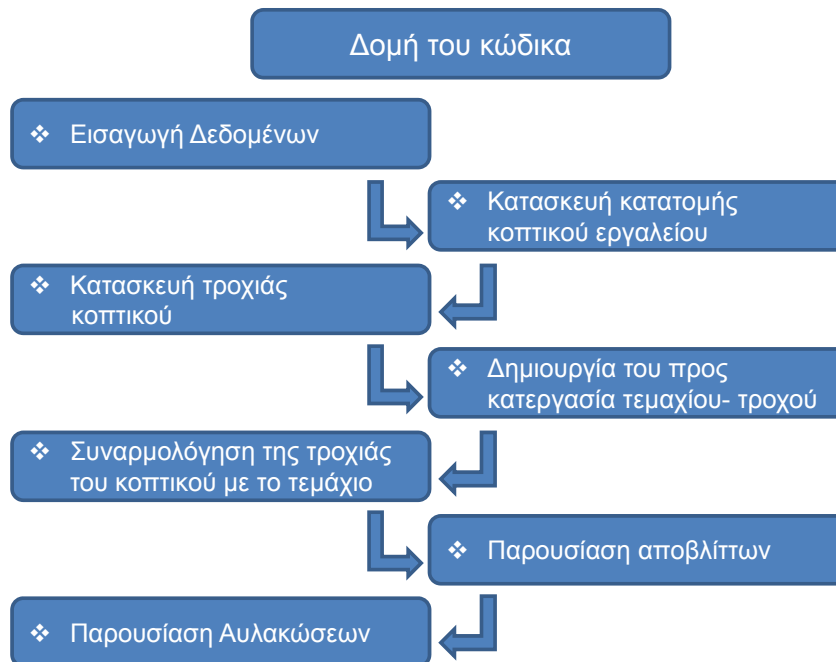 Δομή του κώδικα
❖ Εισαγωγή Δεδομένων
❖ Κατασκευή κατατομής
κοπτικού εργαλείου
❖ Κατασκευή τροχιάς
κοπτικού
❖ Δημιουργία του προς
κατεργασία τεμαχίου- τροχού
❖ Συναρμολόγηση της τροχιάς
του κοπτικού με το τεμάχιο
❖ Παρουσίαση αποβλίττων
❖ Παρουσίαση Αυλακώσεων